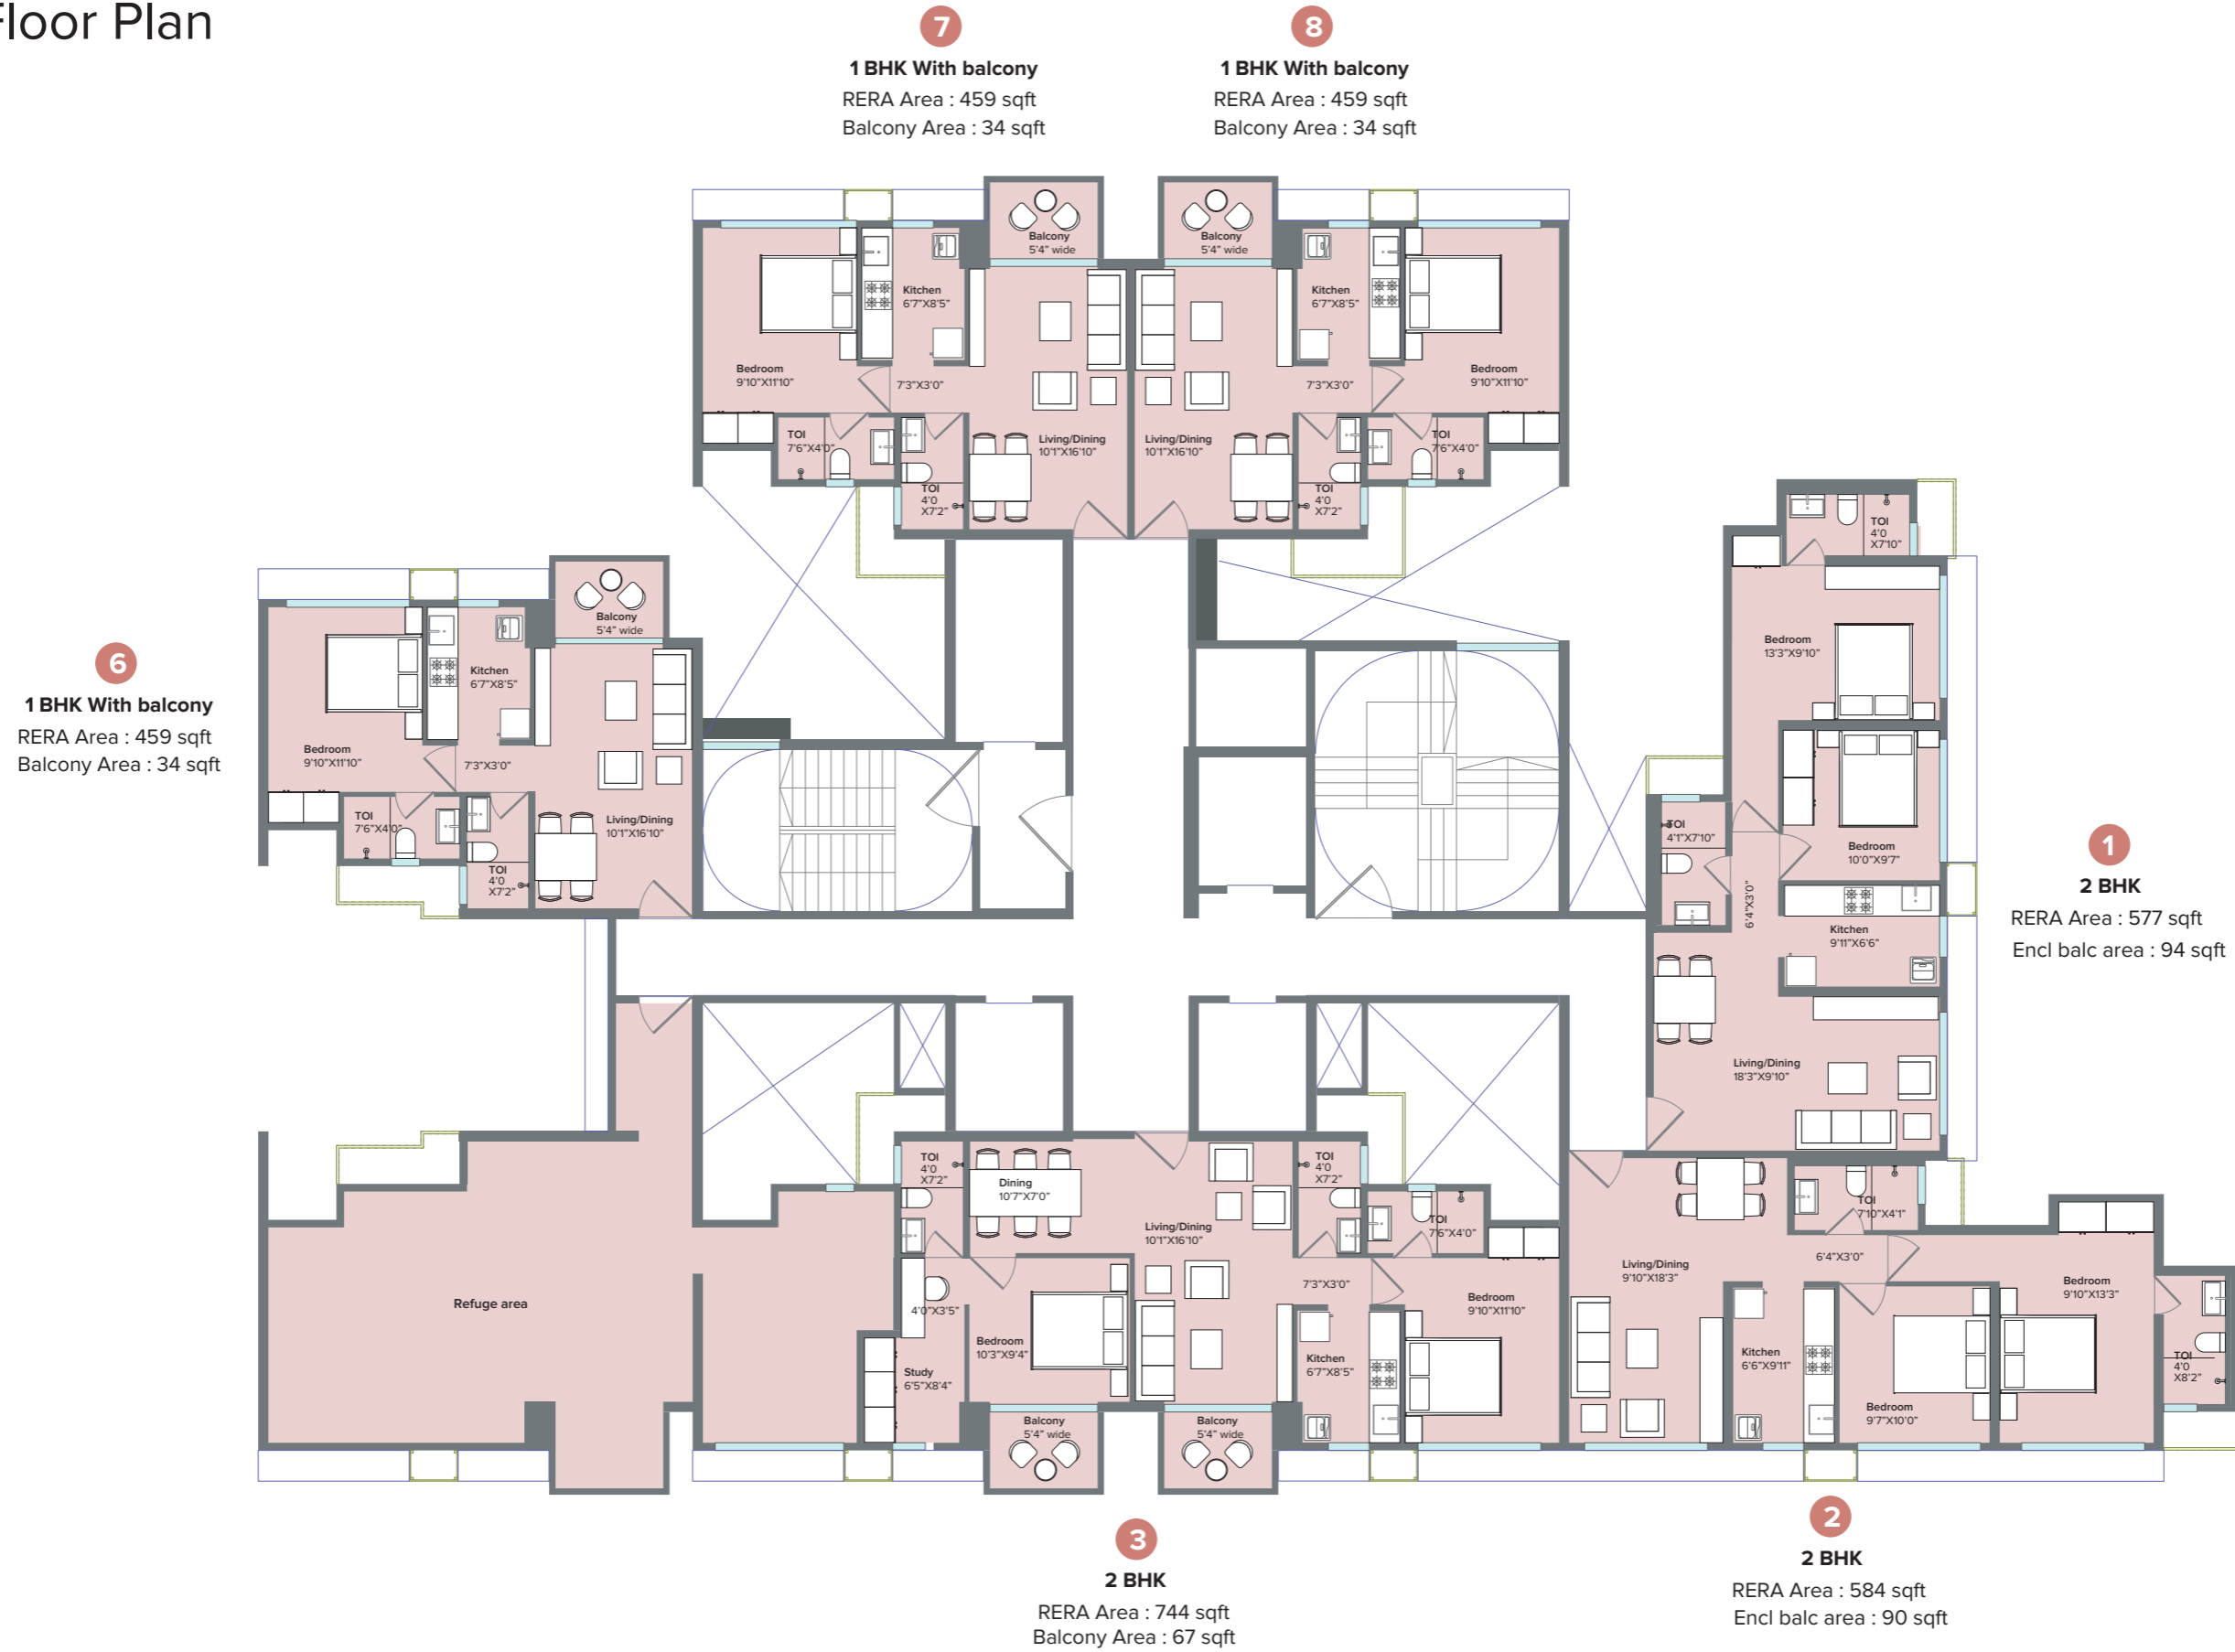 Floor Plan
7
1 BHK With balcony
RERA Area : 459 sqft
Balcony Area : 34 sqft
8
1 BHK With balcony
RERA Area : 459 sqft
Balcony Area : 34 sqft
Balcony
5'4" wide
Kitchen
6'7"X8'5"
Bedroom
9'10"X11'10"
7'3"X3'0"
TOI
7'6"X4'0"
TOI
4'0
X7'2"
Living/Dining
10'1"X16'10"
Balcony
5'4" wide
Kitchen
6'7"X8'5"
Bedroom
9'10"X11'10"
7'3"X3'0"
Living/Dining
10'1"X16'10"
TOI
7'6"X4'0"
TOI
4'0
X7'2"
6
1 BHK With balcony
RERA Area : 459 sqft
Balcony Area : 34 sqft
Balcony
5'4" wide
Kitchen
6'7"X8'5"
Bedroom
9'10"X11'10"
7'3"X3'0"
TOI
7'6"X4'0"
TOI
4'0
X7'2"
Living/Dining
10'1"X16'10"
TOI
4'0
X7'10"
Bedroom
13'3"X9'10"
TOI
4'1"X7'10"
Bedroom
10'0"X9'7"
6'4"X3'0"
Kitchen
9'11"X6'6"
Living/Dining
18'3"X9'10"
1
2 BHK
RERA Area : 577 sqft
Encl balc area : 94 sqft
Refuge area
TOI
4'0
X7'2"
Dining
10'7"X7'0"
Living/Dining
10'1"X16'10"
TOI
4'0
X7'2"
TOI
7'6"X4'0"
7'3"X3'0"
Bedroom
9'10"X11'10"
4'0"X3'5"
Bedroom
10'3"X9'4"
Study
6'5"X8'4"
Kitchen
6'7"X8'5"
Balcony
5'4" wide
Balcony
5'4" wide
TOI
7'10"X4'1"
6'4"X3'0"
Living/Dining
9'10"X18'3"
Bedroom
9'10"X13'3"
Kitchen
6'6"X9'11"
Bedroom
9'7"X10'0"
TOI
4'0
X8'2"
3
2 BHK
RERA Area : 744 sqft
Balcony Area : 67 sqft
2
2 BHK
RERA Area : 584 sqft
Encl balc area : 90 sqft